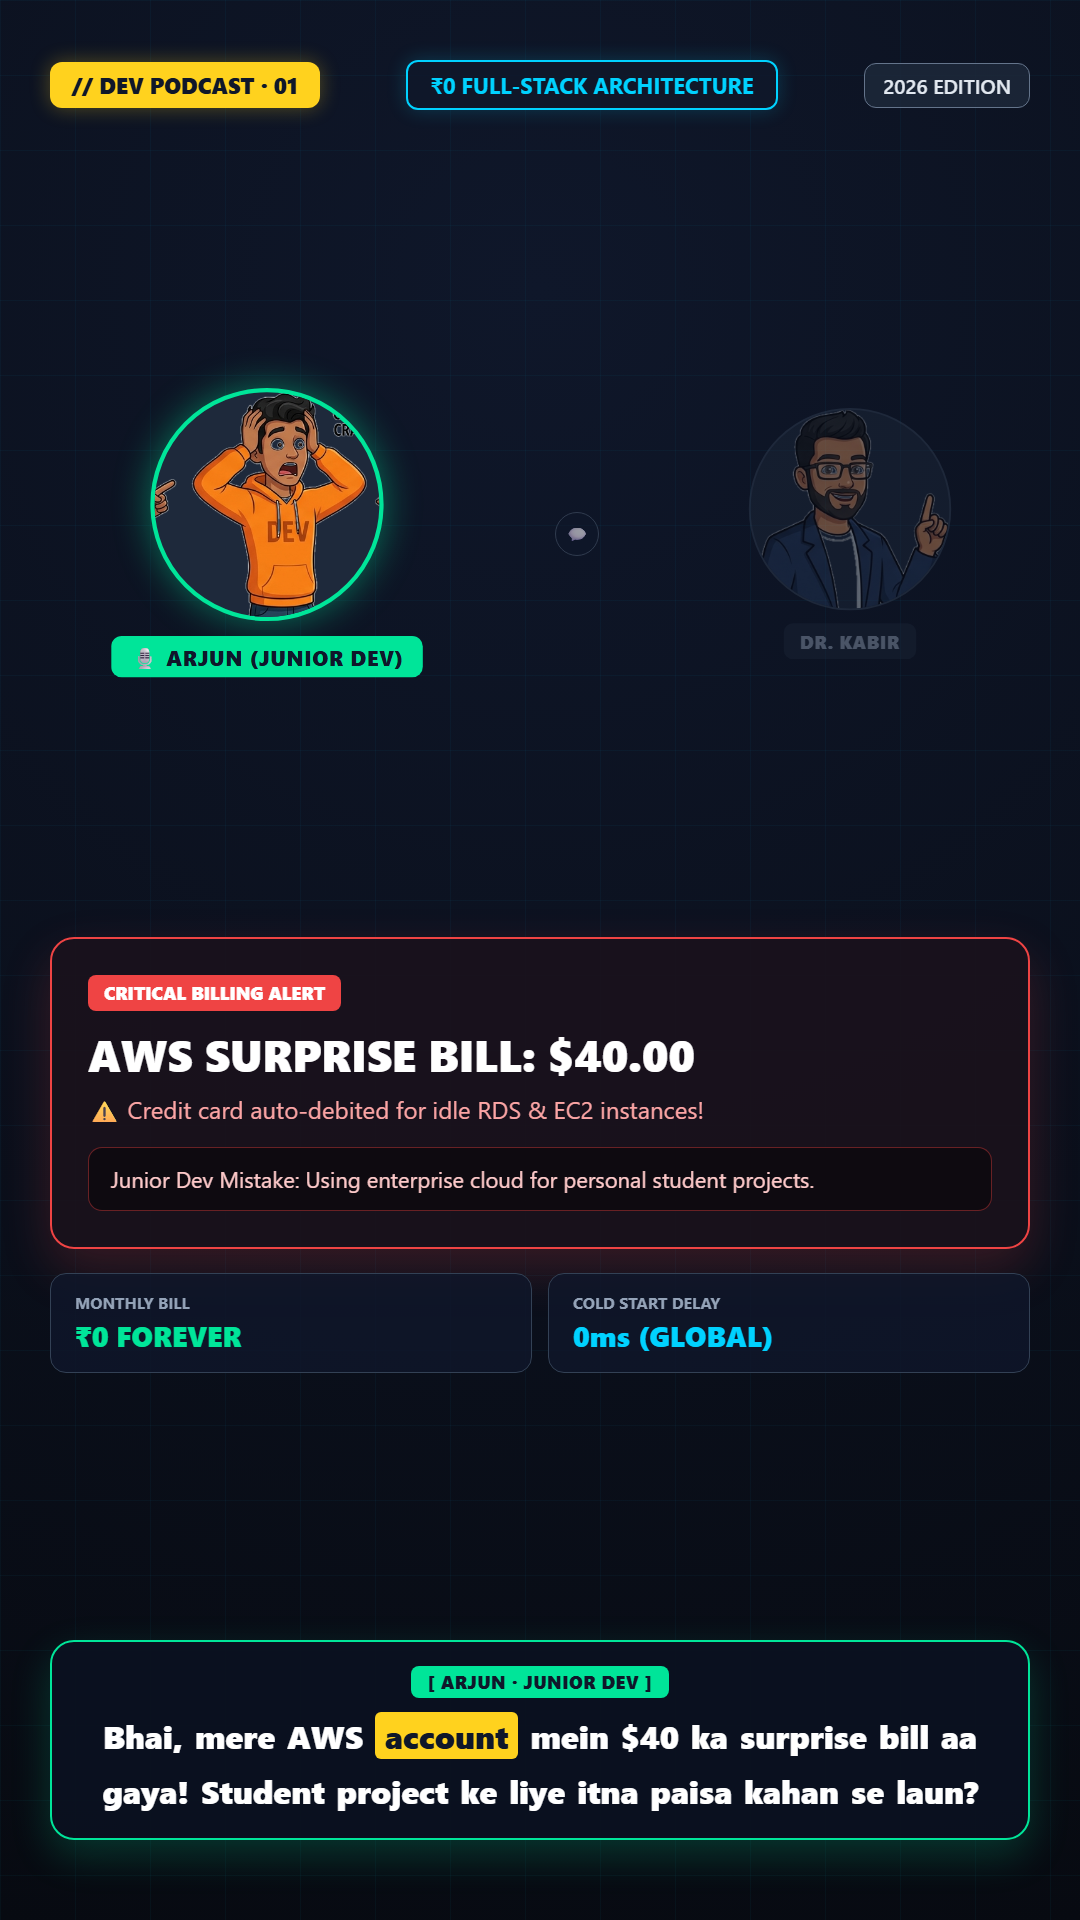 // DEV PODCAST · 01
₹0 FULL-STACK ARCHITECTURE
2026 EDITION
DEV
ARJUN (JUNIOR DEV)
DR. KABIR
CRITICAL BILLING ALERT
AWS SURPRISE BILL: $40.00
⚠️ Credit card auto-debited for idle RDS & EC2 instances!
Junior Dev Mistake: Using enterprise cloud for personal student projects.
MONTHLY BILL
₹0 FOREVER
COLD START DELAY
0ms (GLOBAL)
[ ARJUN · JUNIOR DEV ]
Bhai, mere AWS account mein $40 ka surprise bill aa
gaya! Student project ke liye itna paisa kahan se laun?